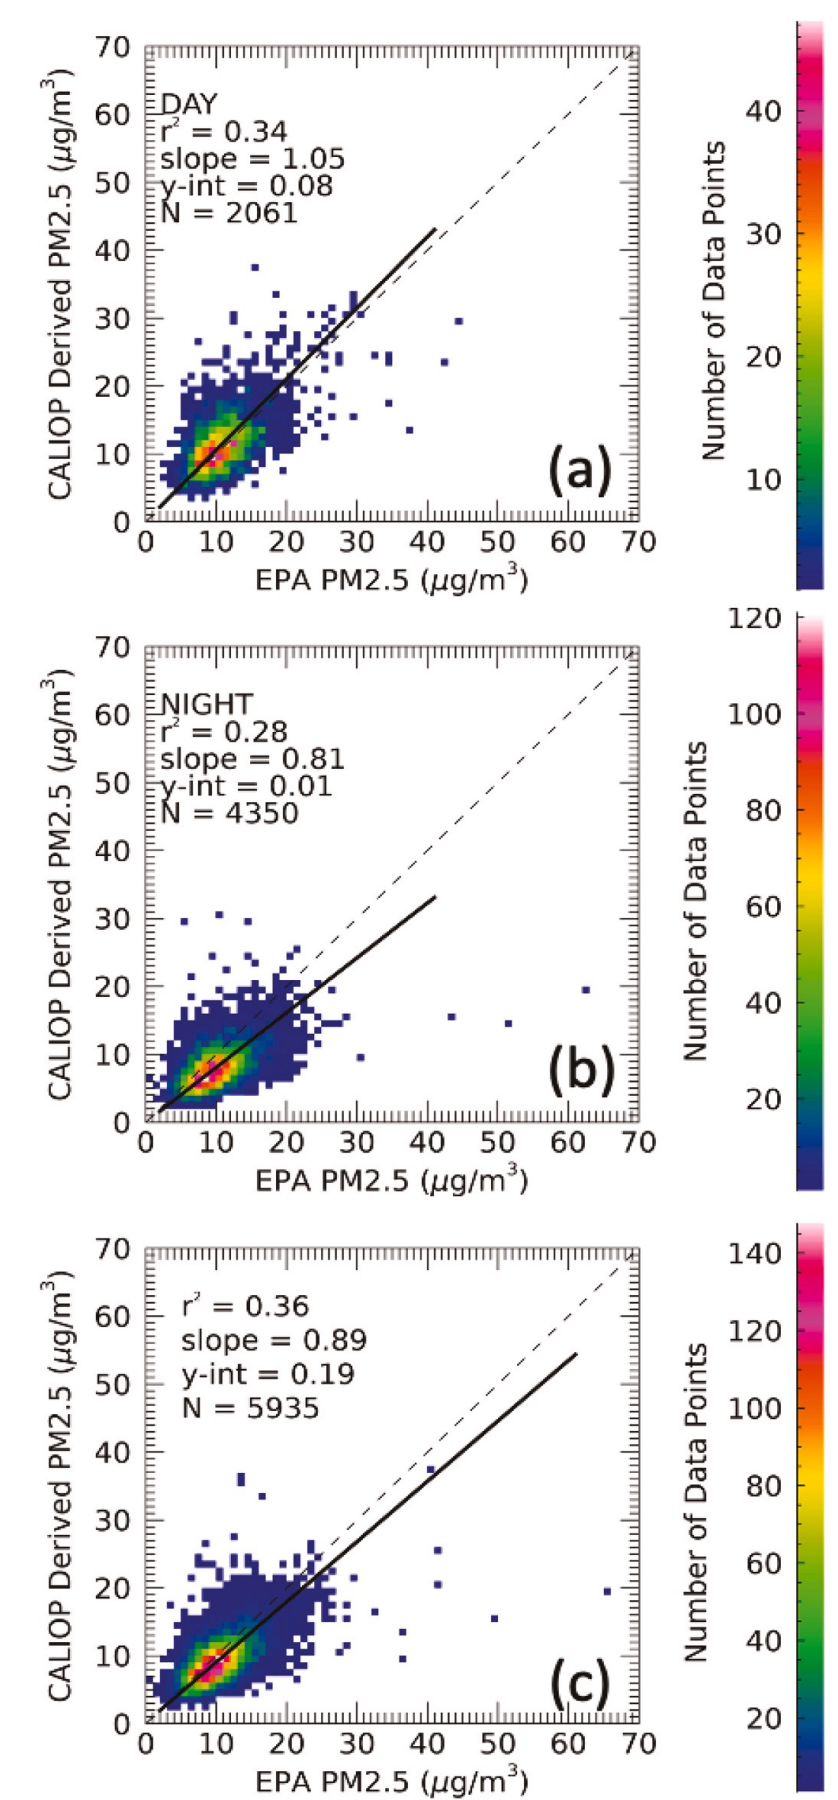 70
60
50
40
30
20
10
0
CALIOP Derived PM2.5 (μg/m³)
DAY
r² = 0.34
slope = 1.05
y-int = 0.08
N = 2061
(a)
0 10 20 30 40 50 60 70
EPA PM2.5 (μg/m³)
Number of Data Points
40
30
20
10
70
60
50
40
30
20
10
0
CALIOP Derived PM2.5 (μg/m³)
NIGHT
r² = 0.28
slope = 0.81
y-int = 0.01
N = 4350
(b)
0 10 20 30 40 50 60 70
EPA PM2.5 (μg/m³)
Number of Data Points
120
100
80
60
40
20
70
60
50
40
30
20
10
0
CALIOP Derived PM2.5 (μg/m³)
r² = 0.36
slope = 0.89
y-int = 0.19
N = 5935
(c)
0 10 20 30 40 50 60 70
EPA PM2.5 (μg/m³)
Number of Data Points
140
120
100
80
60
40
20